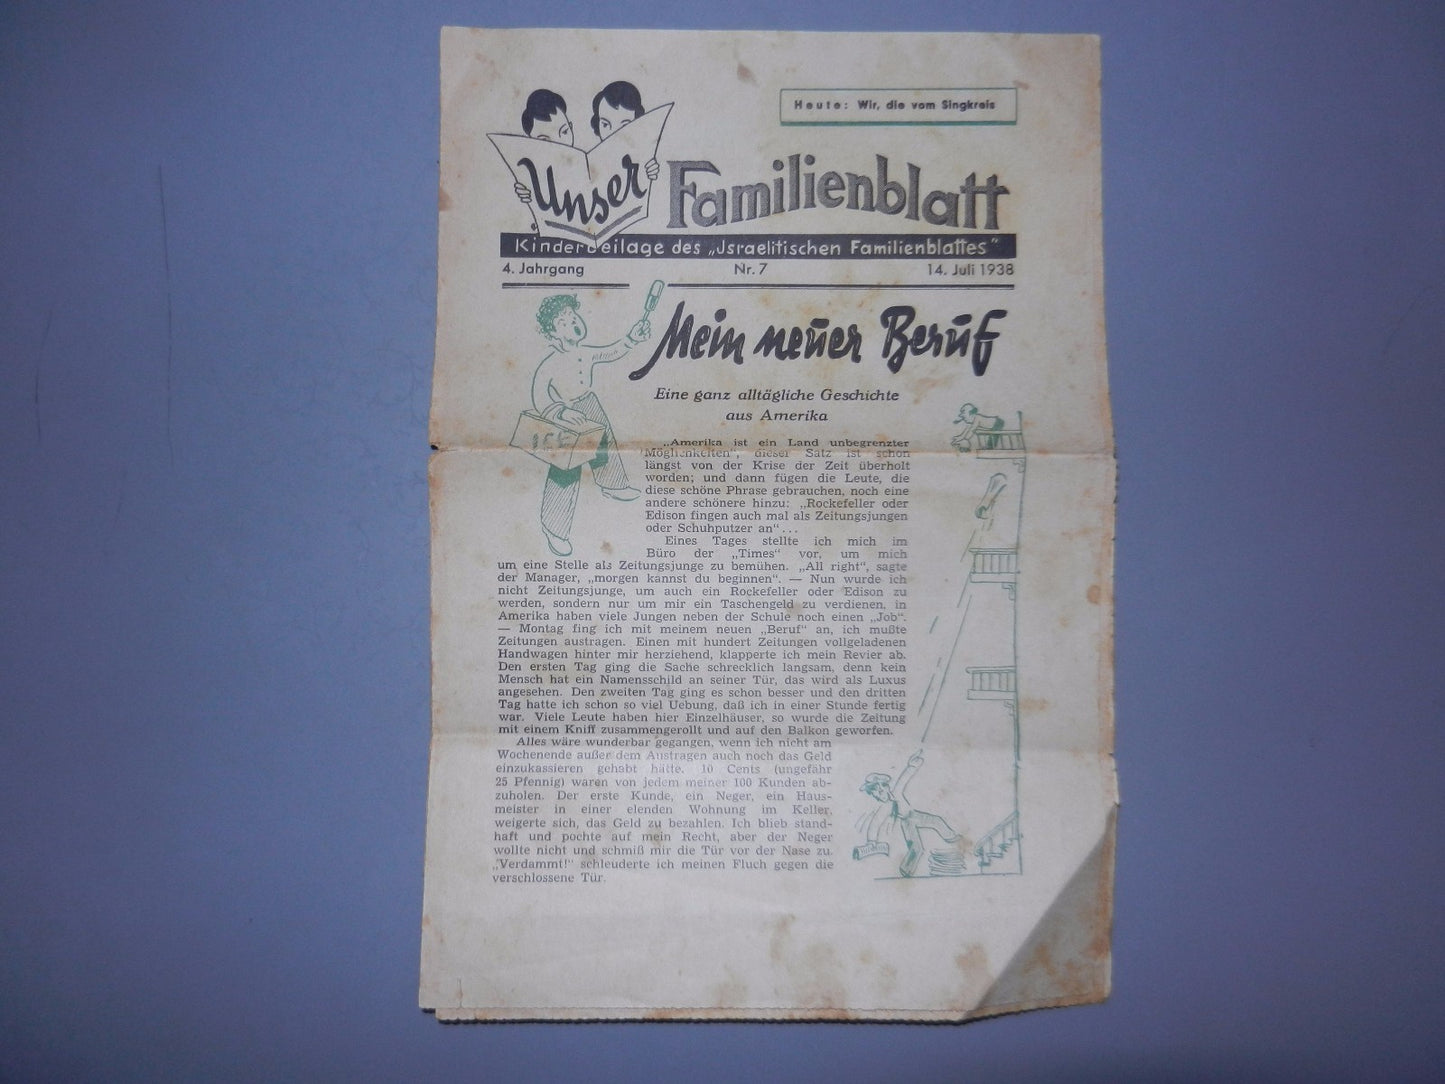 Heute: Wir, die vom Singkreis
Unser Familienblatt
Kinderbeilage des „Jsraelitischen Familienblattes"
4. Jahrgang Nr. 7 14. Juli 1938
Mein neuer Beruf
Eine ganz alltägliche Geschichte
aus Amerika
ICE
„Amerika ist ein Land unbegrenzter
Möglichkeiten", dieser Satz ist schon
längst von der Krise der Zeit überholt
worden; und dann fügen die Leute, die
diese schöne Phrase gebrauchen, noch eine
andere schönere hinzu: „Rockefeller oder
Edison fingen auch mal als Zeitungsjungen
oder Schuhputzer an" . . .
Eines Tages stellte ich mich im
Büro der „Times" vor, um mich
um eine Stelle als Zeitungsjunge zu bemühen. „All right", sagte
der Manager, „morgen kannst du beginnen". — Nun wurde ich
nicht Zeitungsjunge, um auch ein Rockefeller oder Edison zu
werden, sondern nur um mir ein Taschengeld zu verdienen, in
Amerika haben viele Jungen neben der Schule noch einen „Job".
— Montag fing ich mit meinem neuen „Beruf" an, ich mußte
Zeitungen austragen. Einen mit hundert Zeitungen vollgeladenen
Handwagen hinter mir herziehend, klapperte ich mein Revier ab.
Den ersten Tag ging die Sache schrecklich langsam, denn kein
Mensch hat ein Namensschild an seiner Tür, das wird als Luxus
angesehen. Den zweiten Tag ging es schon besser und den dritten
Tag hatte ich schon so viel Uebung, daß ich in einer Stunde fertig
war. Viele Leute haben hier Einzelhäuser, so wurde die Zeitung
mit einem Kniff zusammengerollt und auf den Balkon geworfen.
Alles wäre wunderbar gegangen, wenn ich nicht am
Wochenende außer dem Austragen auch noch das Geld
einzukassieren gehabt hätte. 10 Cents (ungefähr
25 Pfennig) waren von jedem meiner 100 Kunden ab-
zuholen. Der erste Kunde, ein Neger, ein Haus-
meister in einer elenden Wohnung im Keller,
weigerte sich, das Geld zu bezahlen. Ich blieb stand-
haft und pochte auf mein Recht, aber der Neger
wollte nicht und schmiß mir die Tür vor der Nase zu.
„Verdammt!" schleuderte ich meinen Fluch gegen die
verschlossene Tür.